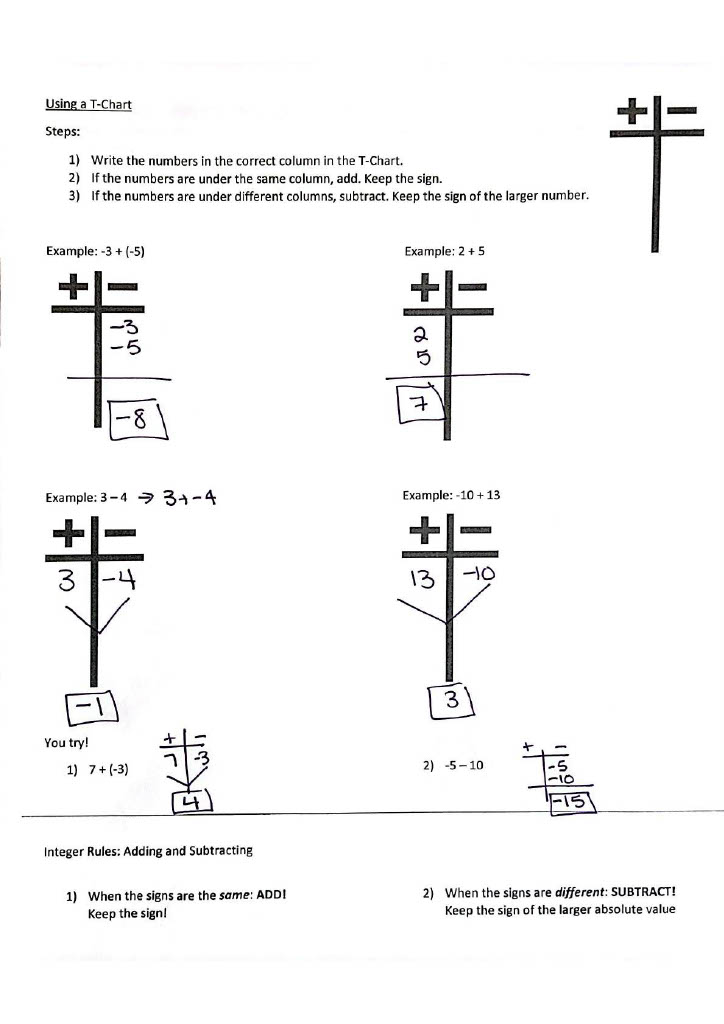 Using a T-Chart
+ −
Steps:
1) Write the numbers in the correct column in the T-Chart.
2) If the numbers are under the same column, add. Keep the sign.
3) If the numbers are under different columns, subtract. Keep the sign of the larger number.
Example: -3 + (-5)
+ −
-3
-5
-8
Example: 2 + 5
+ −
2
5
7
Example: 3 – 4 ⇒ 3+-4
+ −
3 -4
-1
Example: -10 + 13
+ −
13 -10
3
You try!
1) 7 + (-3)
+ −
7 -3
4
2) -5 – 10
+ −
-5
-10
-15
Integer Rules: Adding and Subtracting
1) When the signs are the same: ADD!
Keep the sign!
2) When the signs are different: SUBTRACT!
Keep the sign of the larger absolute value